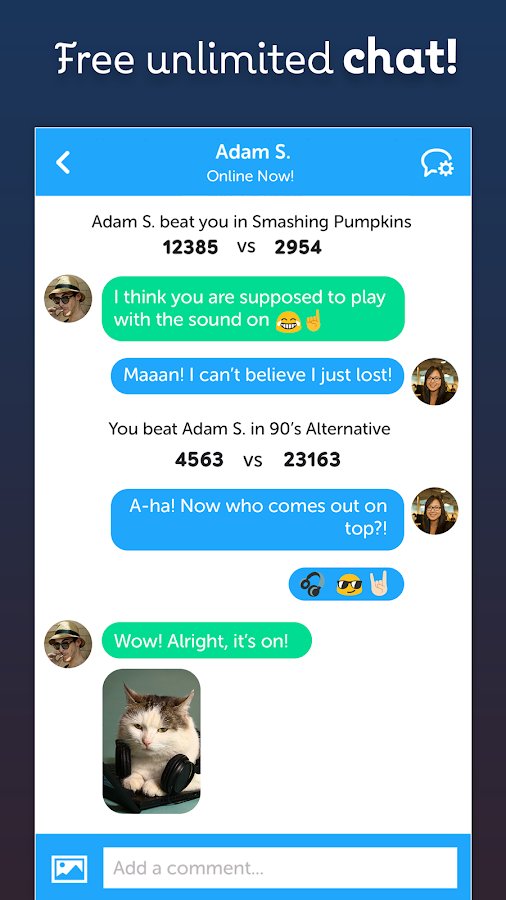 Free unlimited chat!
Adam S.
Online Now!
Adam S. beat you in Smashing Pumpkins
12385 vs 2954
I think you are supposed to play
with the sound on 😂☝
Maaan! I can't believe I just lost!
You beat Adam S. in 90's Alternative
4563 vs 23163
A-ha! Now who comes out on
top?!
🎧 😎🤘🏻
Wow! Alright, it's on!
Add a comment...